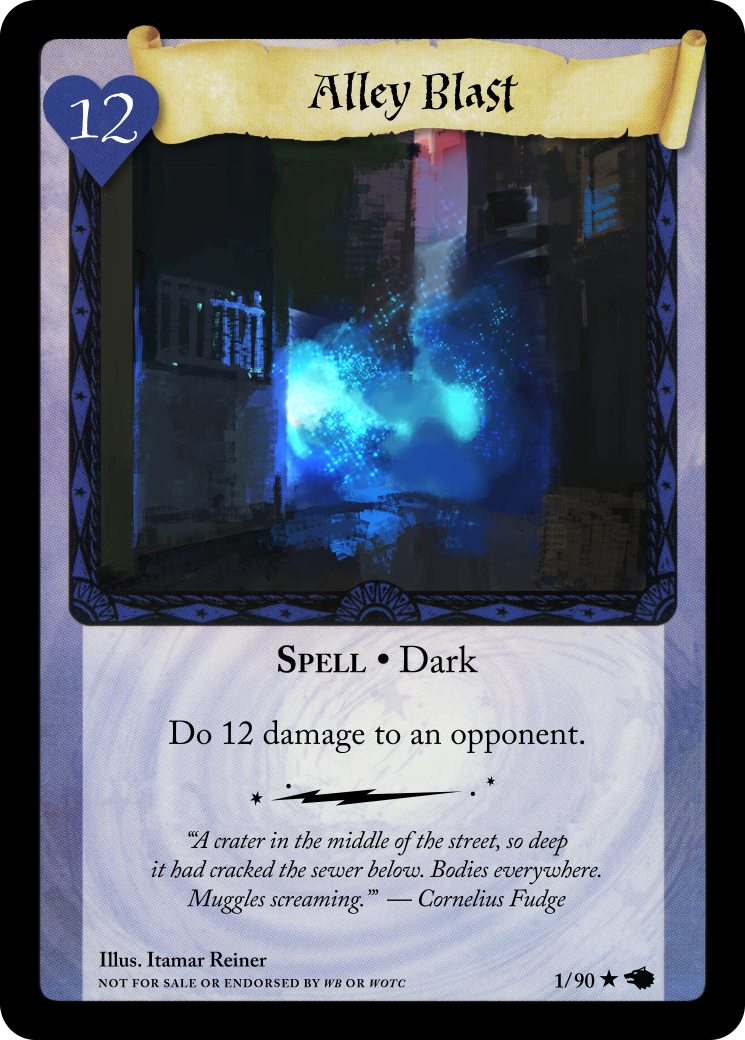 Alley Blast
12
SPELL • Dark
Do 12 damage to an opponent.
“‘A crater in the middle of the street, so deep
it had cracked the sewer below. Bodies everywhere.
Muggles screaming.’” — Cornelius Fudge
Illus. Itamar Reiner
NOT FOR SALE OR ENDORSED BY WB OR WOTC
1/90 ★